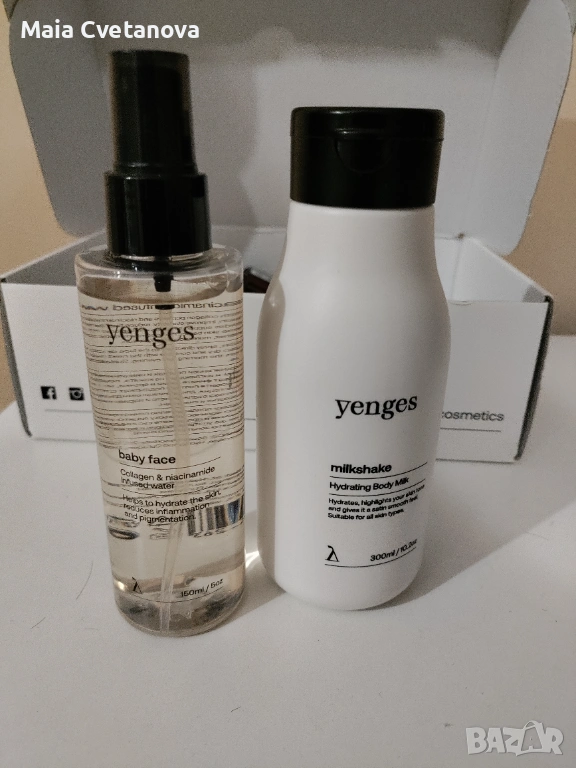 Maia Cvetanova
yenges
baby face
Collagen & niacinamide
infused water
Helps to hydrate the skin,
reduces inflammation
and pigmentation.
λ
150ml / 5oz
yenges
milkshake
Hydrating Body Milk
Hydrates, highlights your skin
and gives it a satin smooth feel.
Suitable for all skin types.
λ
300ml / 10.2oz
cosmetics
BAZAR